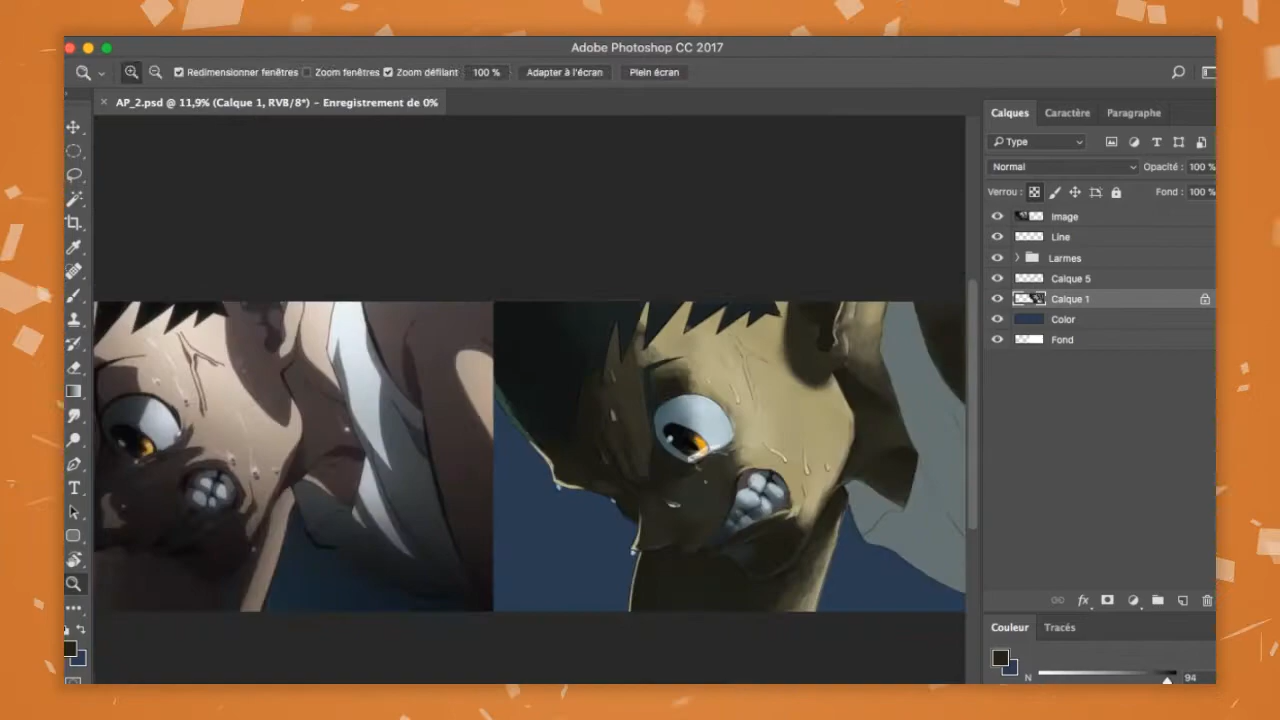 Adobe Photoshop CC 2017
Redimensionner fenêtres Zoom fenêtres Zoom défilant 100 % Adapter à l'écran Plein écran
× AP_2.psd @ 11,9% (Calque 1, RVB/8*) – Enregistrement de 0%
Calques Caractère Paragraphe
Type
Normal Opacité : 100 %
Verrou : Fond : 100 %
Image
Line
Larmes
Calque 5
Calque 1
Color
Fond
fx
Couleur Tracés
N 94